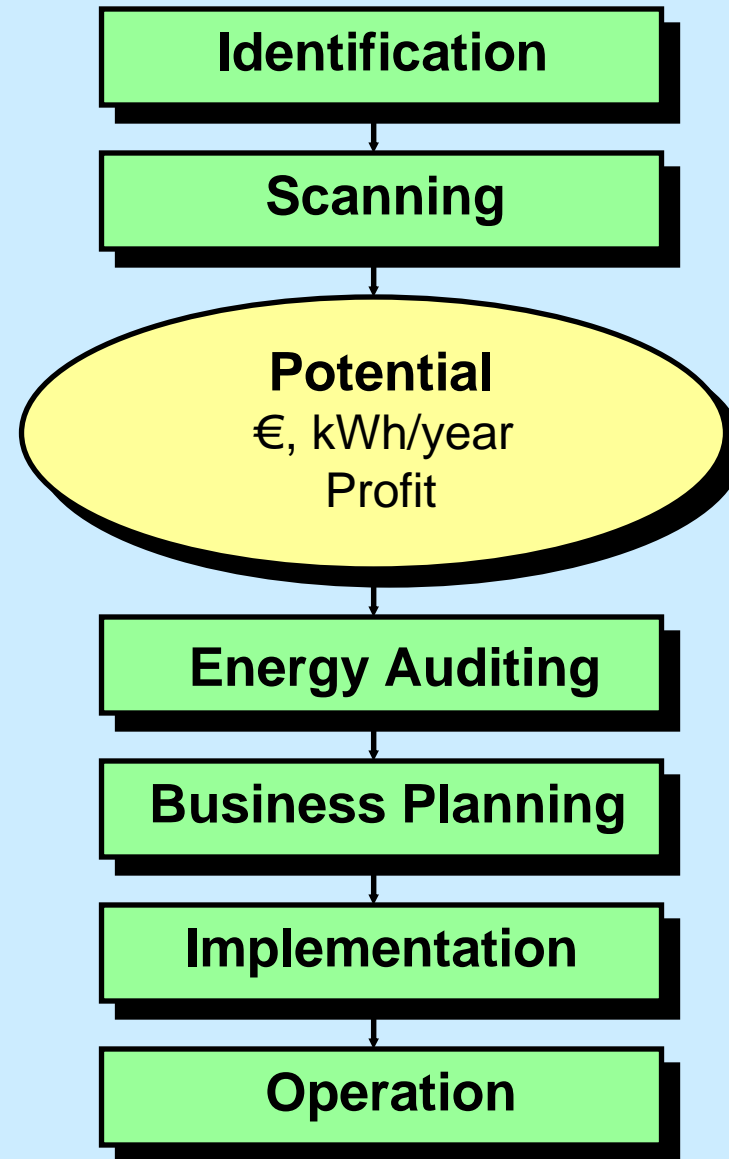 Identification
Scanning
Potential
€, kWh/year
Profit
Energy Auditing
Business Planning
Implementation
Operation